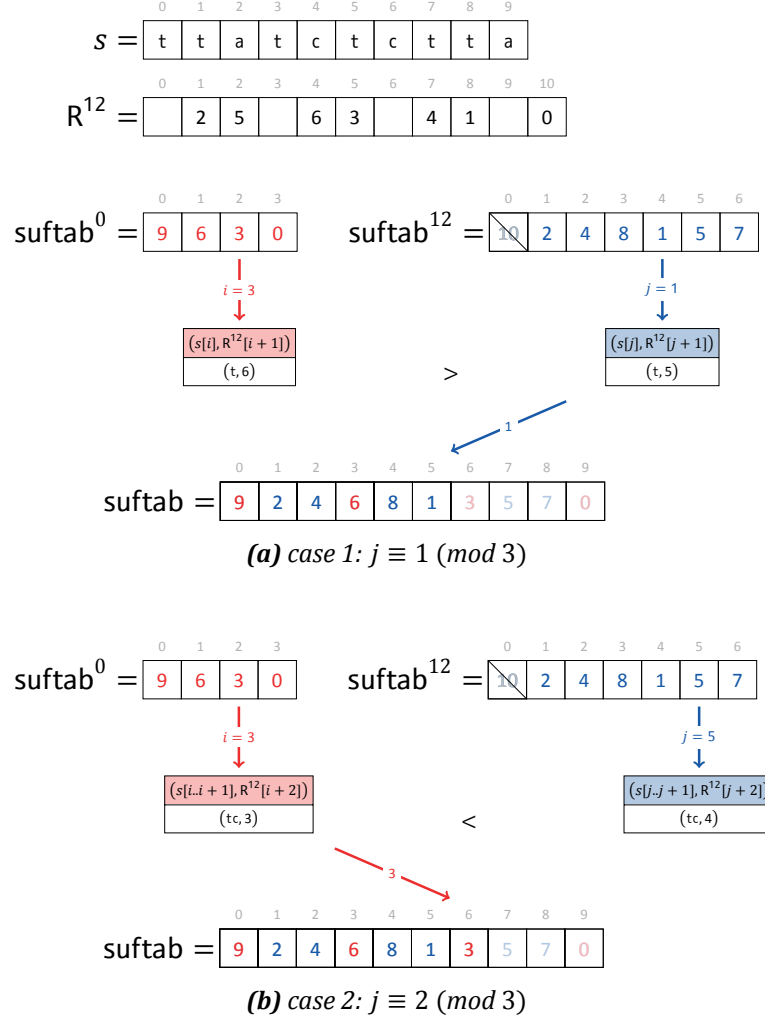 0 1 2 3 4 5 6 7 8 9
s = t t a t c t c t t a
0 1 2 3 4 5 6 7 8 9 10
R¹² = 2 5 6 3 4 1 0
0 1 2 3 0 1 2 3 4 5 6
suftab⁰ = 9 6 3 0 suftab¹² = 10 2 4 8 1 5 7
i = 3 j = 1
(s[i], R¹²[i + 1]) (s[j], R¹²[j + 1])
(t, 6) > (t, 5)
1
0 1 2 3 4 5 6 7 8 9
suftab = 9 2 4 6 8 1 3 5 7 0
(a) case 1: j ≡ 1 (mod 3)
0 1 2 3 0 1 2 3 4 5 6
suftab⁰ = 9 6 3 0 suftab¹² = 10 2 4 8 1 5 7
i = 3 j = 5
(s[i..i + 1], R¹²[i + 2]) (s[j..j + 1], R¹²[j + 2])
(tc, 3) < (tc, 4)
3
0 1 2 3 4 5 6 7 8 9
suftab = 9 2 4 6 8 1 3 5 7 0
(b) case 2: j ≡ 2 (mod 3)